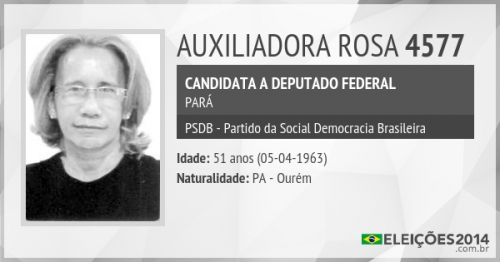 AUXILIADORA ROSA 4577
CANDIDATA A DEPUTADO FEDERAL
PARÁ
PSDB - Partido da Social Democracia Brasileira
Idade: 51 anos (05-04-1963)
Naturalidade: PA - Ourém
ELEIÇÕES2014
.com.br